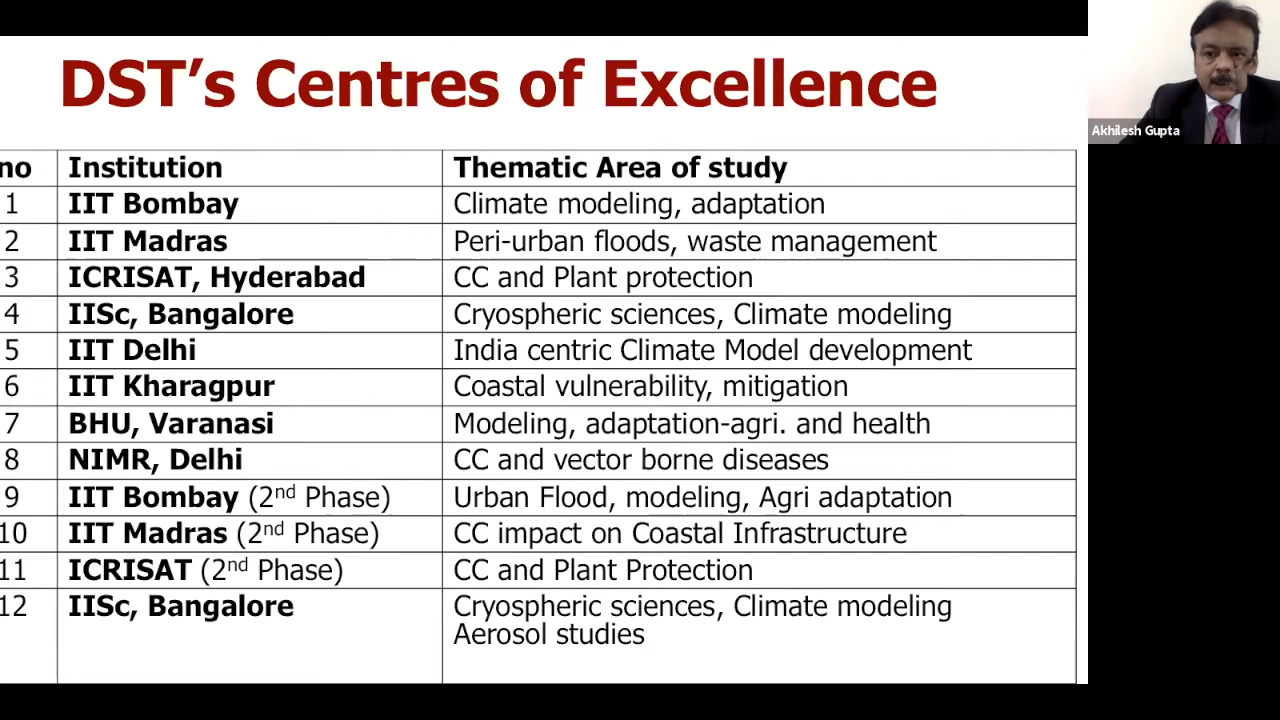 DST’s Centres of Excellence
no Institution Thematic Area of study
1 IIT Bombay Climate modeling, adaptation
2 IIT Madras Peri-urban floods, waste management
3 ICRISAT, Hyderabad CC and Plant protection
4 IISc, Bangalore Cryospheric sciences, Climate modeling
5 IIT Delhi India centric Climate Model development
6 IIT Kharagpur Coastal vulnerability, mitigation
7 BHU, Varanasi Modeling, adaptation-agri. and health
8 NIMR, Delhi CC and vector borne diseases
9 IIT Bombay (2nd Phase) Urban Flood, modeling, Agri adaptation
10 IIT Madras (2nd Phase) CC impact on Coastal Infrastructure
11 ICRISAT (2nd Phase) CC and Plant Protection
12 IISc, Bangalore Cryospheric sciences, Climate modeling
Aerosol studies
Akhilesh Gupta